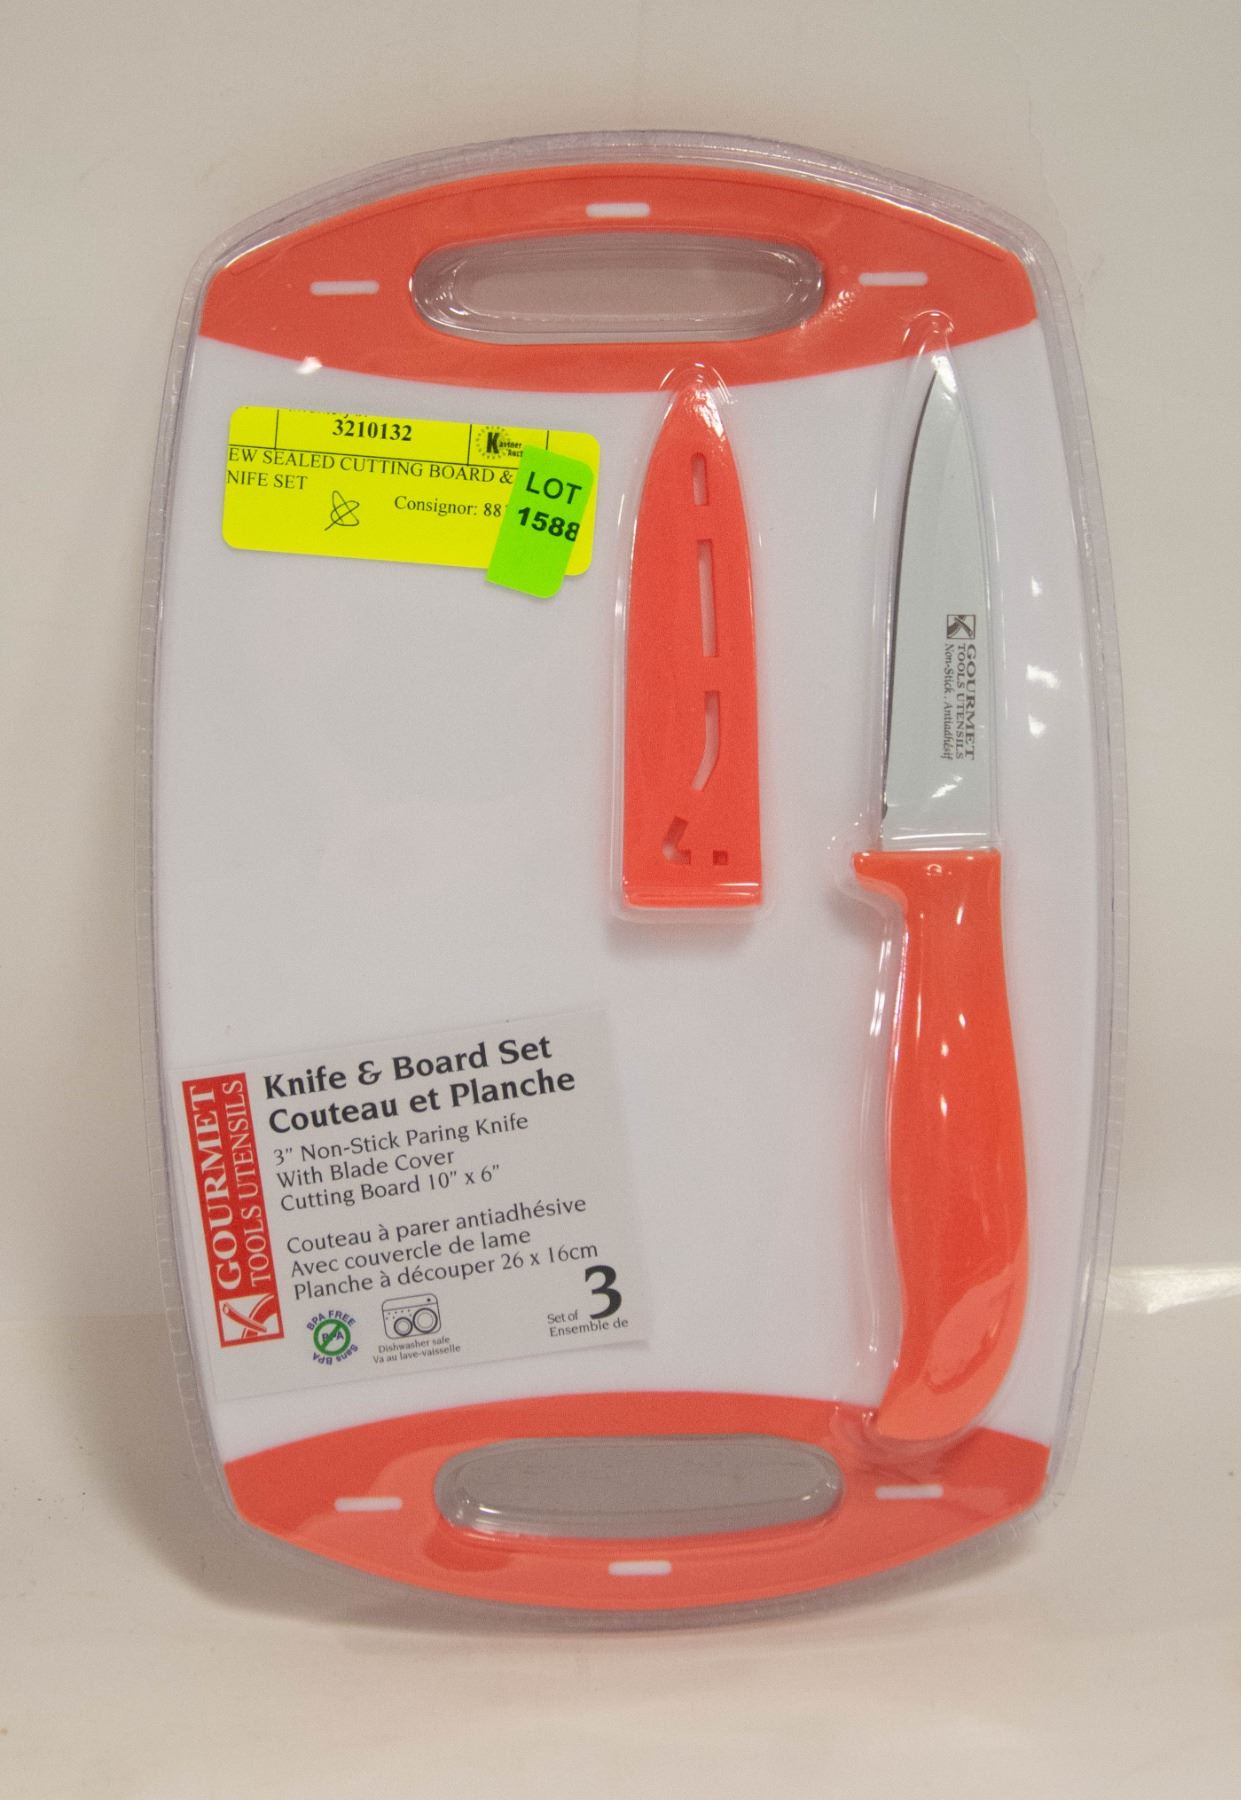 3210132
EW SEALED CUTTING BOARD &
NIFE SET
Consignor: 88
LOT
1588
GOURMET
TOOLS UTENSILS
Non-Stick . Antiadhésif
GOURMET
TOOLS UTENSILS
Knife & Board Set
Couteau et Planche
3” Non-Stick Paring Knife
With Blade Cover
Cutting Board 10” x 6”
Couteau à parer antiadhésive
Avec couvercle de lame
Planche à découper 26 x 16cm
BPA FREE
BPA
Sans BPA
Dishwasher safe
Va au lave-vaisselle
Set of 3
Ensemble de